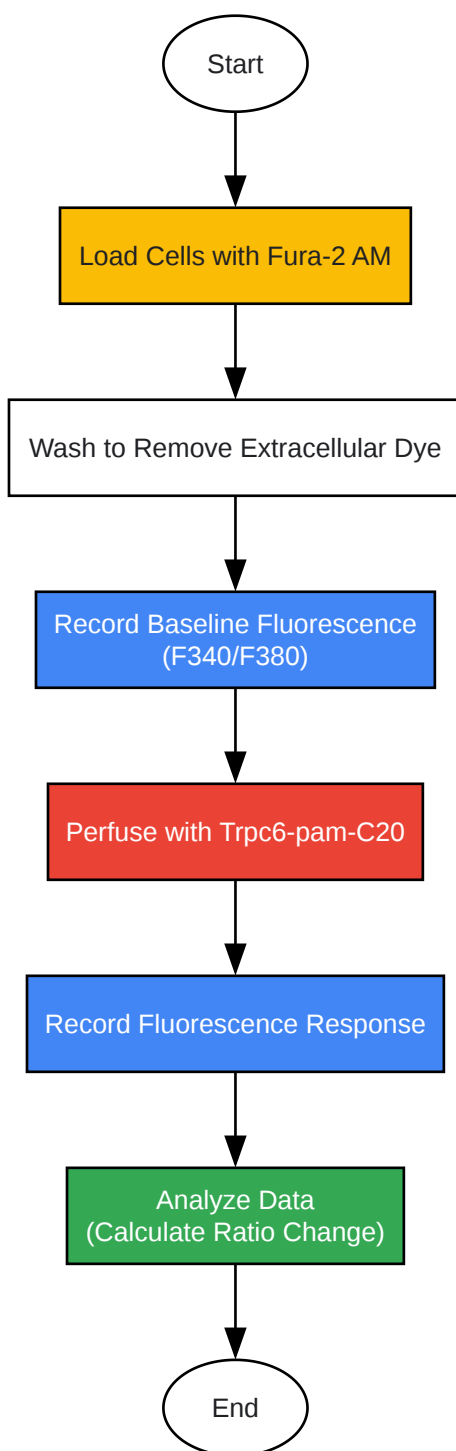 Start
Load Cells with Fura-2 AM
Wash to Remove Extracellular Dye
Record Baseline Fluorescence
(F340/F380)
Perfuse with Trpc6-pam-C20
Record Fluorescence Response
Analyze Data
(Calculate Ratio Change)
End